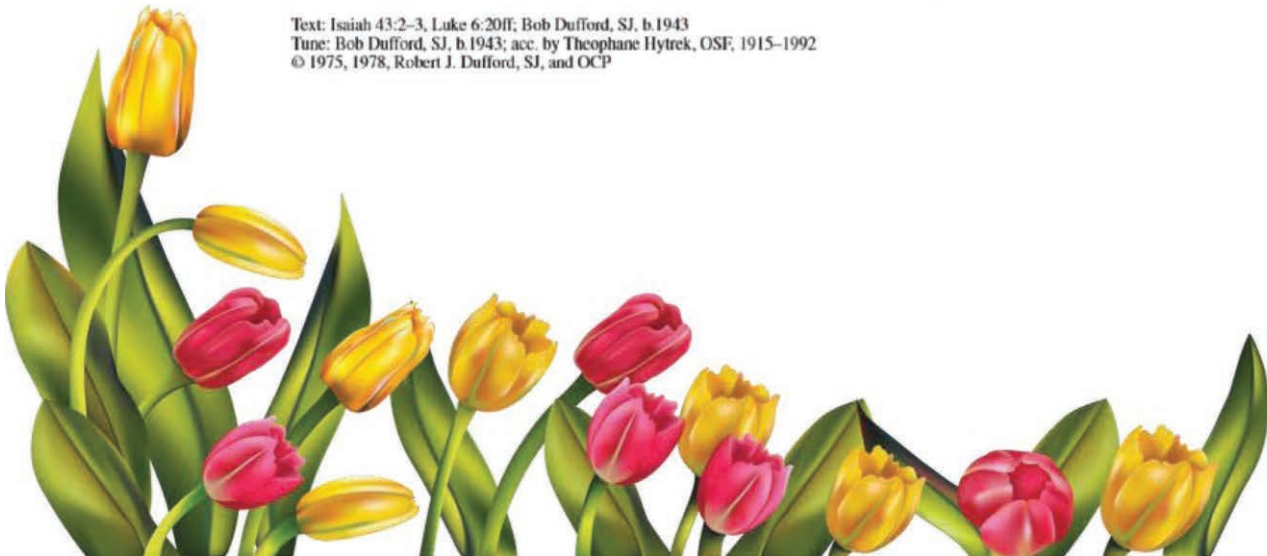 Text: Isaiah 43:2–3, Luke 6:20ff; Bob Dufford, SJ, b.1943
Tune: Bob Dufford, SJ, b.1943; acc. by Theophane Hytrek, OSF, 1915–1992
© 1975, 1978, Robert J. Dufford, SJ, and OCP